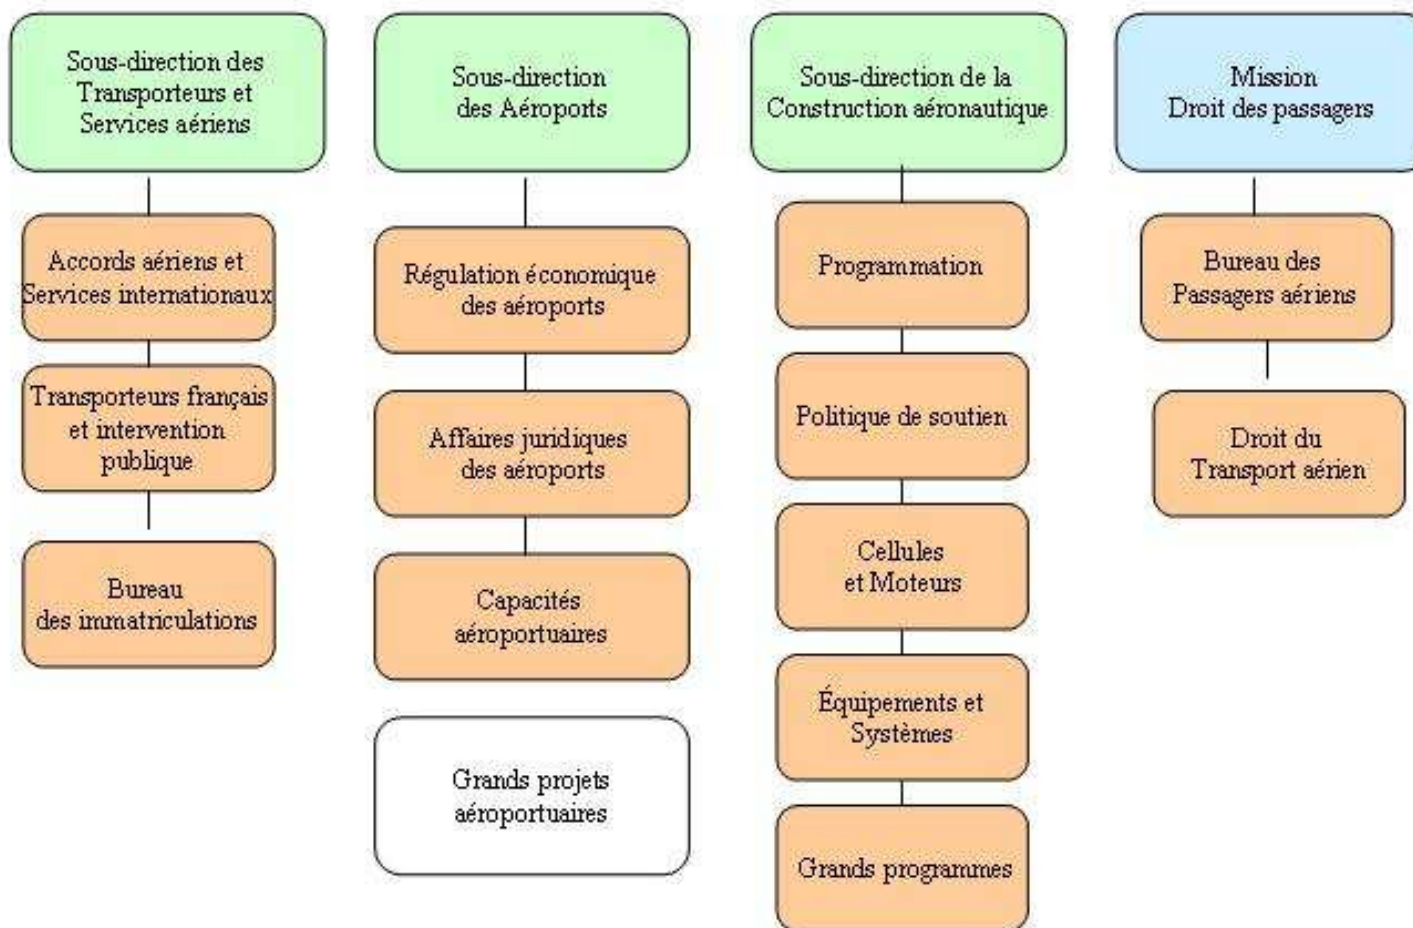 Sous-direction des
Transporteurs et
Services aériens
Accords aériens et
Services internationaux
Transporteurs français
et intervention
publique
Bureau
des immatriculations
Sous-direction
des Aéroports
Régulation économique
des aéroports
Affaires juridiques
des aéroports
Capacités
aéroportuaires
Grands projets
aéroportuaires
Sous-direction de la
Construction aéronautique
Programmation
Politique de soutien
Cellules
et Moteurs
Équipements et
Systèmes
Grands programmes
Mission
Droit des passagers
Bureau des
Passagers aériens
Droit du
Transport aérien